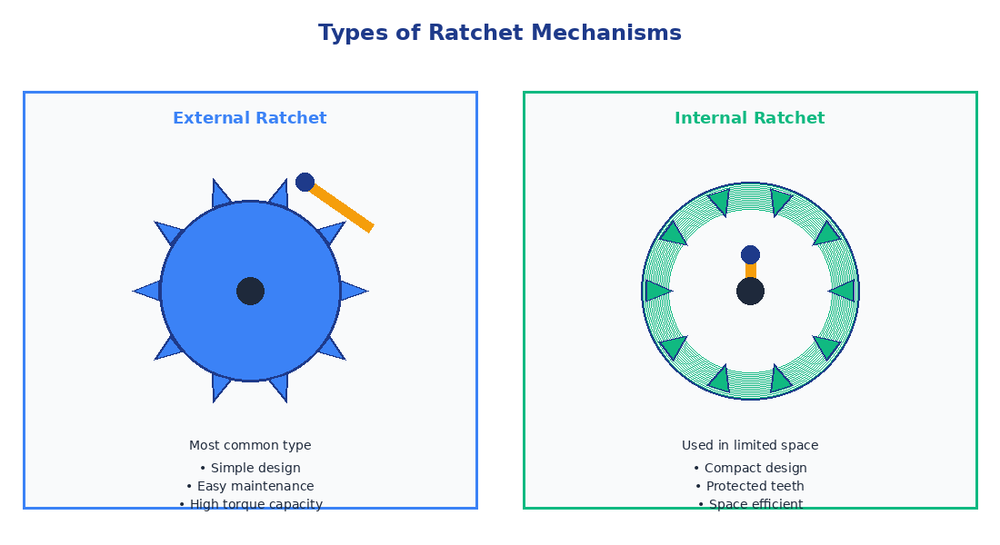 Types of Ratchet Mechanisms
External Ratchet
Most common type
• Simple design
• Easy maintenance
• High torque capacity
Internal Ratchet
Used in limited space
• Compact design
• Protected teeth
• Space efficient